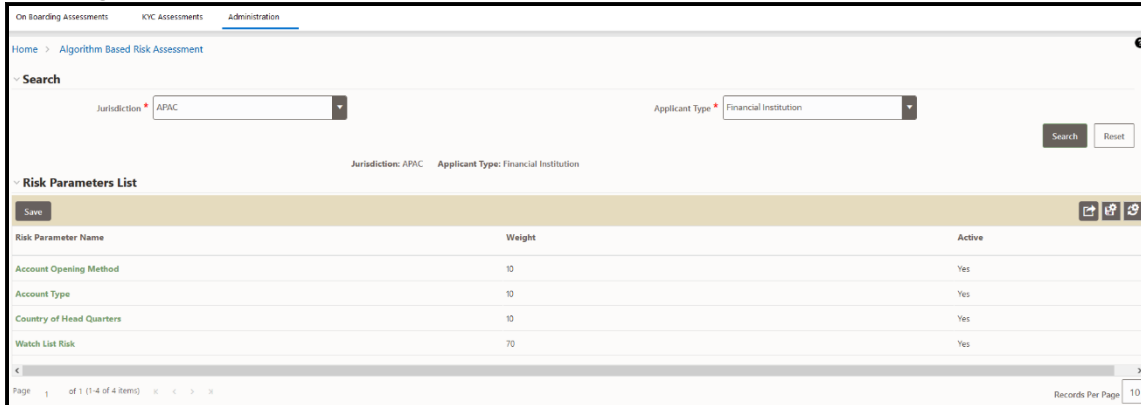 On Boarding Assessments KYC Assessments Administration
Home > Algorithm Based Risk Assessment
Search
Jurisdiction * APAC Applicant Type * Financial Institution
Search Reset
Jurisdiction: APAC Applicant Type: Financial Institution
Risk Parameters List
Save
Risk Parameter Name Weight Active
Account Opening Method 10 Yes
Account Type 10 Yes
Country of Head Quarters 10 Yes
Watch List Risk 70 Yes
Page 1 of 1 (1-4 of 4 items) Records Per Page 10